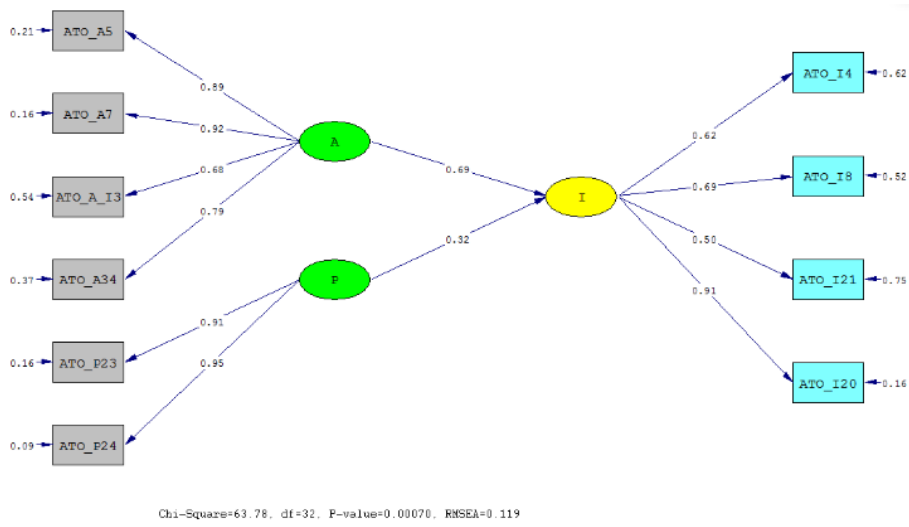 0.21 ATO_A5
0.89
0.16 ATO_A7
0.92
A
0.68
0.54 ATO_A_I3
0.79
0.37 ATO_A34
P
0.91
0.16 ATO_P23
0.95
0.09 ATO_P24
0.69
0.32
I
0.62
ATO_I4 0.62
0.69
ATO_I8 0.52
0.50
ATO_I21 0.75
0.91
ATO_I20 0.16
Chi-Square=63.78, df=32, P-value=0.00070, RMSEA=0.119